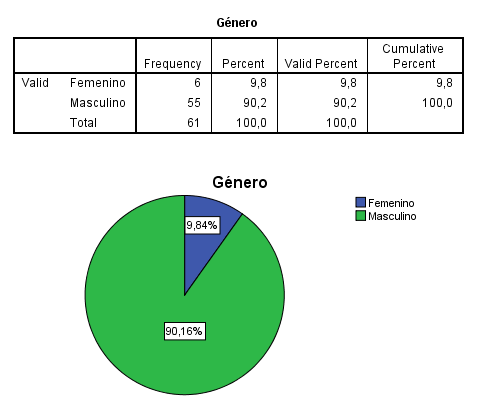 Género
Frequency Percent Valid Percent Cumulative Percent
Valid Femenino 6 9,8 9,8 9,8
Masculino 55 90,2 90,2 100,0
Total 61 100,0 100,0
Género
Femenino
Masculino
9,84%
90,16%